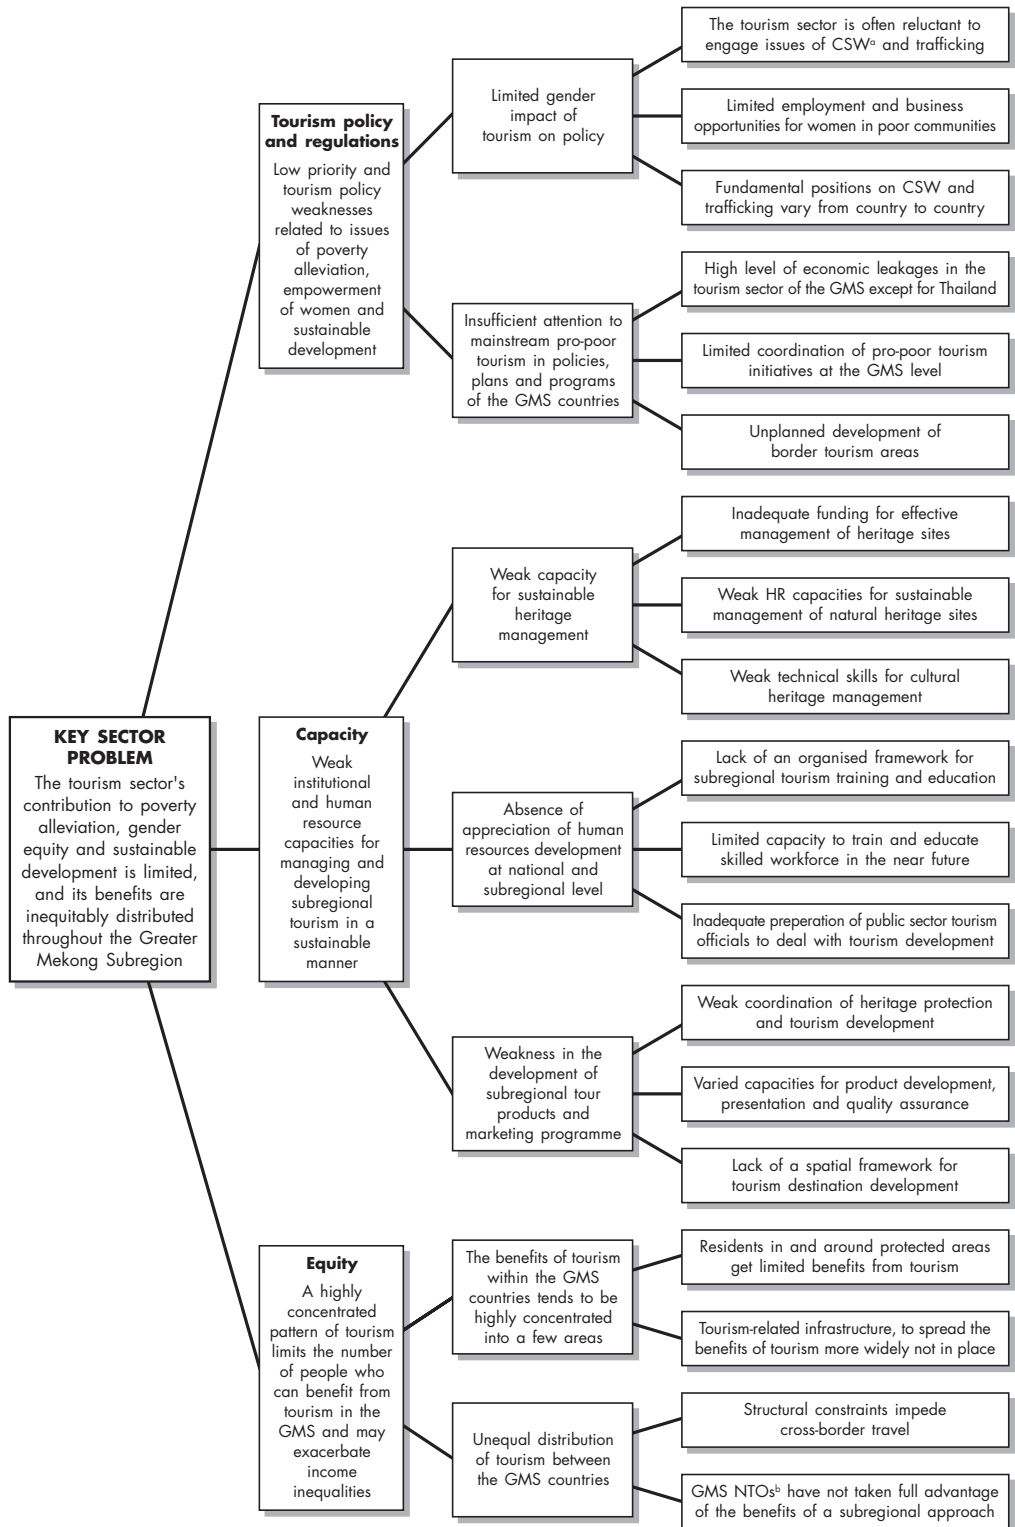 KEY SECTOR
PROBLEM
The tourism sector's
contribution to poverty
alleviation, gender
equity and sustainable
development is limited,
and its benefits are
inequitably distributed
throughout the Greater
Mekong Subregion
Tourism policy
and regulations
Low priority and
tourism policy
weaknesses
related to issues
of poverty
alleviation,
empowerment
of women and
sustainable
development
Limited gender
impact of
tourism on policy
The tourism sector is often reluctant to
engage issues of CSWᵃ and trafficking
Limited employment and business
opportunities for women in poor communities
Fundamental positions on CSW and
trafficking vary from country to country
Insufficient attention to
mainstream pro-poor
tourism in policies,
plans and programs
of the GMS countries
High level of economic leakages in the
tourism sector of the GMS except for Thailand
Limited coordination of pro-poor tourism
initiatives at the GMS level
Unplanned development of
border tourism areas
Capacity
Weak
institutional
and human
resource
capacities for
managing and
developing
subregional
tourism in a
sustainable
manner
Weak capacity
for sustainable
heritage
management
Inadequate funding for effective
management of heritage sites
Weak HR capacities for sustainable
management of natural heritage sites
Weak technical skills for cultural
heritage management
Absence of
appreciation of human
resources development
at national and
subregional level
Lack of an organised framework for
subregional tourism training and education
Limited capacity to train and educate
skilled workforce in the near future
Inadequate preperation of public sector tourism
officials to deal with tourism development
Weakness in the
development of
subregional tour
products and
marketing programme
Weak coordination of heritage protection
and tourism development
Varied capacities for product development,
presentation and quality assurance
Lack of a spatial framework for
tourism destination development
Equity
A highly
concentrated
pattern of tourism
limits the number
of people who
can benefit from
tourism in the
GMS and may
exacerbate
income
inequalities
The benefits of tourism
within the GMS
countries tends to be
highly concentrated
into a few areas
Residents in and around protected areas
get limited benefits from tourism
Tourism-related infrastructure, to spread the
benefits of tourism more widely not in place
Unequal distribution
of tourism between
the GMS countries
Structural constraints impede
cross-border travel
GMS NTOsᵇ have not taken full advantage
of the benefits of a subregional approach